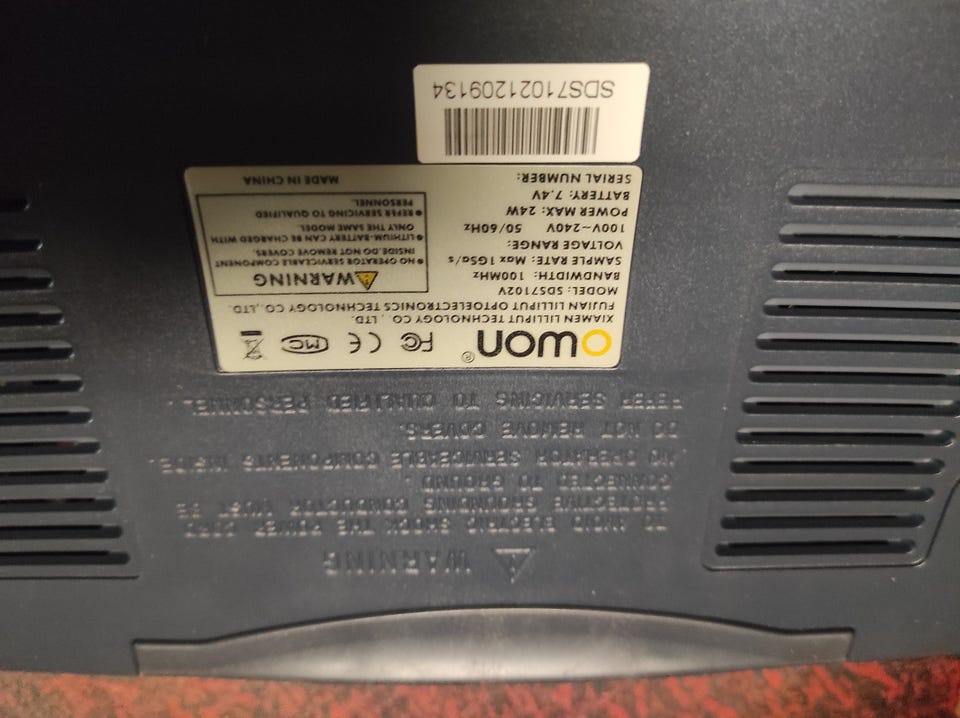 WARNING
TO AVOID ELECTRIC SHOCK THE POWER CORD
PROTECTIVE GROUNDING CONDUCTOR MUST BE
CONNECTED TO GROUND.
NO OPERATOR SERVICEABLE COMPONENTS INSIDE.
DO NOT REMOVE COVERS.
REFER SERVICING TO QUALIFIED PERSONNEL.
owon® FC CE MC
XIAMEN LILLIPUT TECHNOLOGY CO., LTD.
FUJIAN LILLIPUT OPTOELECTRONICS TECHNOLOGY CO., LTD.
MODEL: SDS7102V
BANDWIDTH: 100MHz
SAMPLE RATE: Max 1GSa/s
VOLTAGE RANGE:
100V~240V 50/60Hz
POWER MAX: 24W
BATTERY: 7.4V
SERIAL NUMBER:
WARNING
● NO OPERATOR SERVICEABLE COMPONENT
INSIDE.DO NOT REMOVE COVERS.
● LITHIUM-BATTERY CAN BE CHARGED WITH
ONLY THE SAME MODEL
● REFER SERVICING TO QUALIFIED
PERSONNEL.
MADE IN CHINA
SDS71021209134